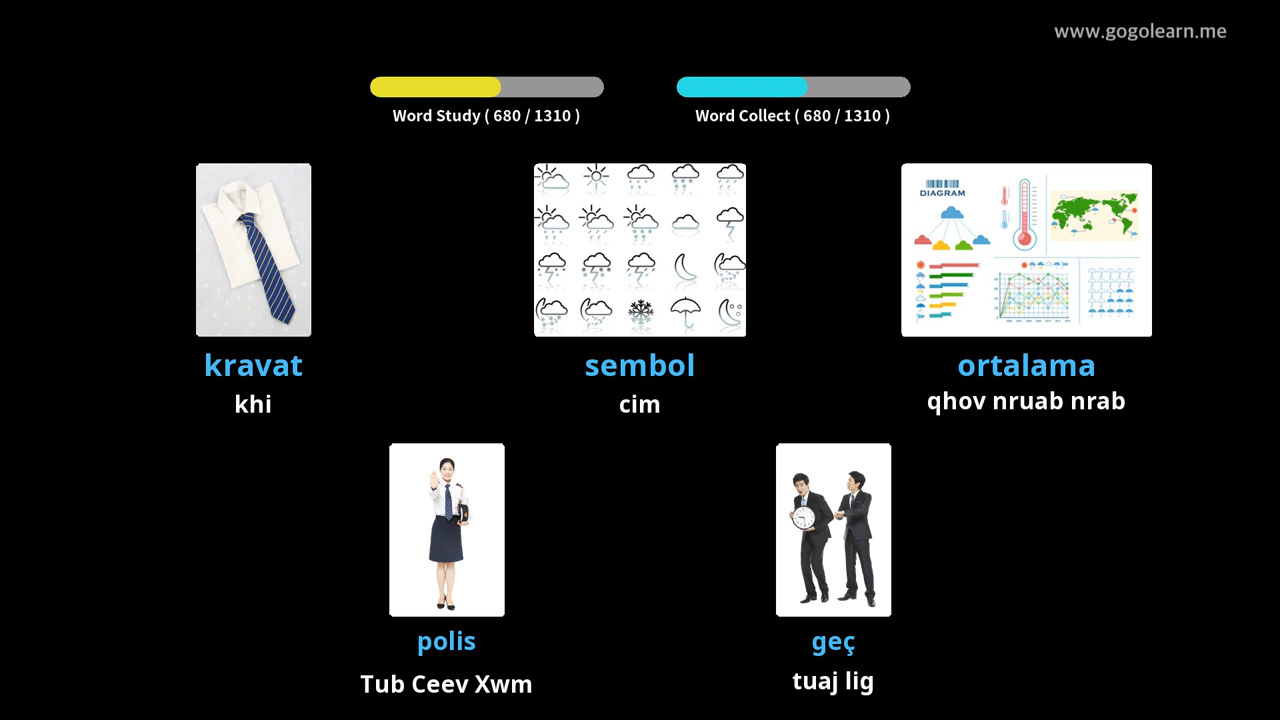 www.gogolearn.me
Word Study ( 680 / 1310 )
Word Collect ( 680 / 1310 )
DIAGRAM
kravat
khi
sembol
cim
ortalama
qhov nruab nrab
polis
Tub Ceev Xwm
geç
tuaj lig